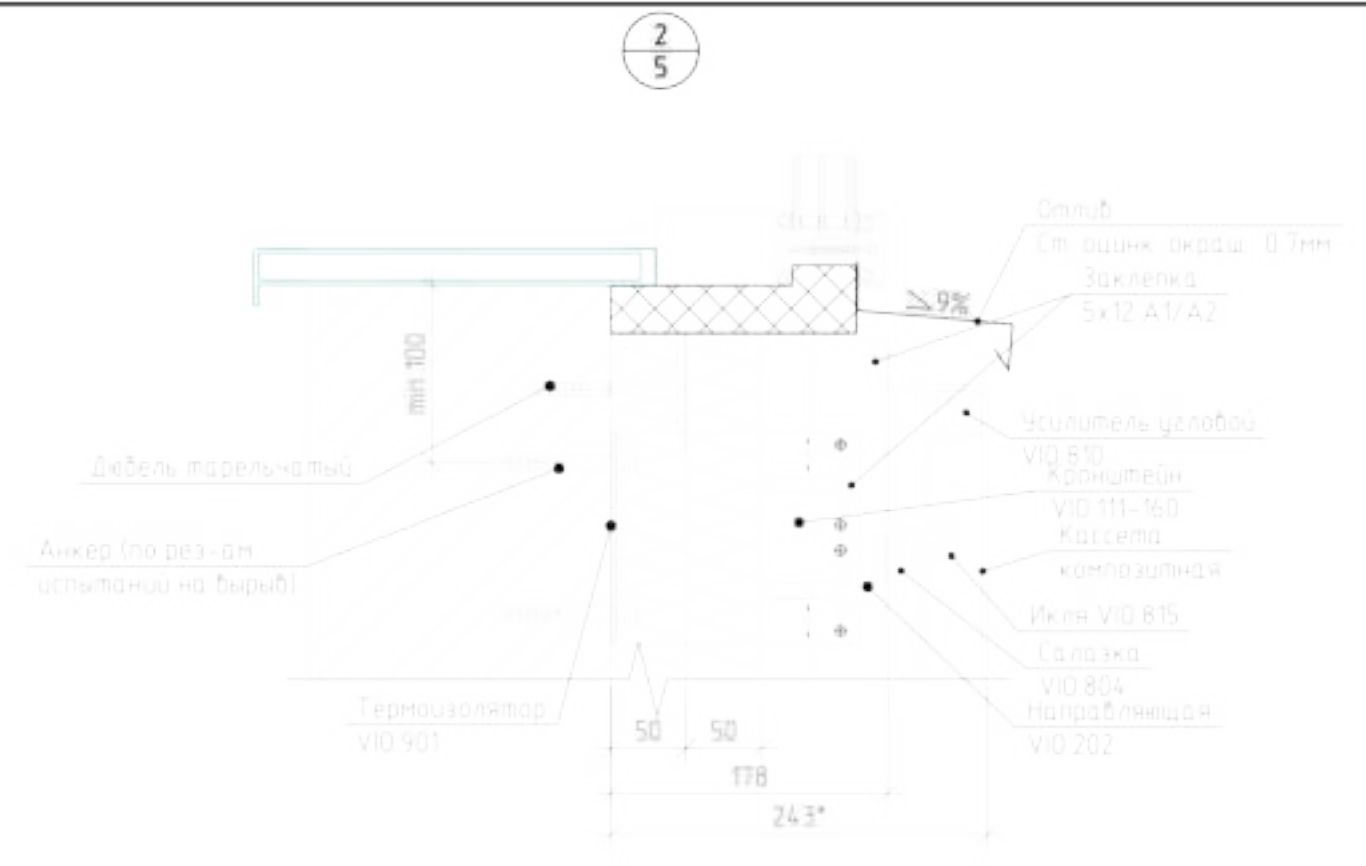 2
5
Отлив
Ст. оцинк. окраш. 0.7мм
Заклепка
5х12 А1/А2
9%
min 100
Усилитель угловой
VIO 810
Дюбель тарельчатый
Кронштейн
VIO 111-160
Анкер (по рез-ам
испытаний на вырыв)
Кассета
композитная
Икля VIO 815
Салазка
VIO 804
Термоизолятор
VIO 901
Направляющая
VIO 202
50
50
178
243*